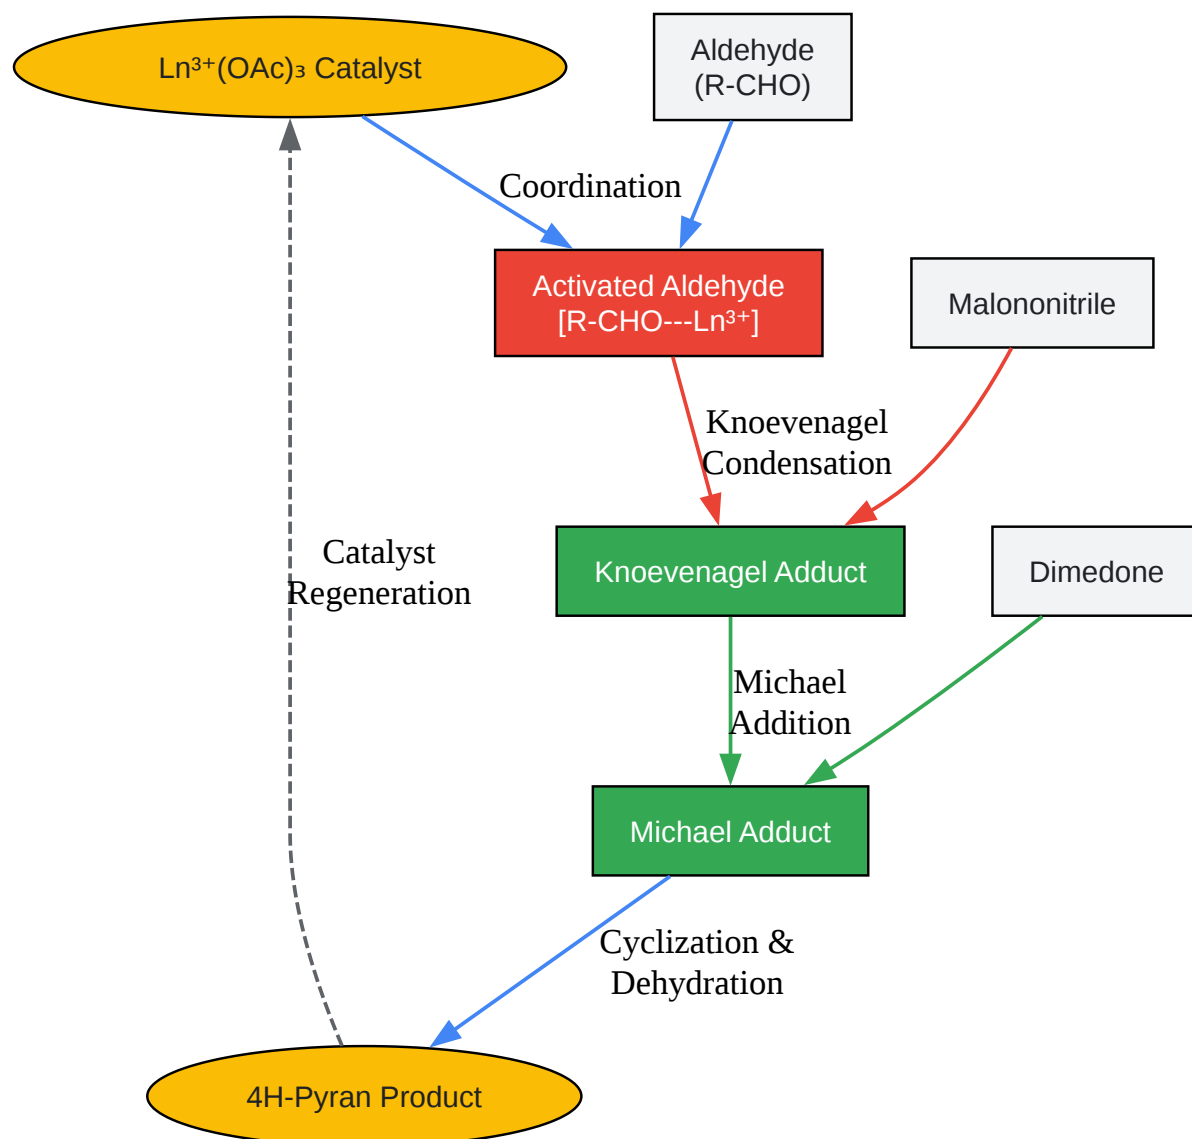 Ln³⁺(OAc)₃ Catalyst
Aldehyde
(R-CHO)
Coordination
Activated Aldehyde
[R-CHO---Ln³⁺]
Malononitrile
Knoevenagel
Condensation
Catalyst
Regeneration
Knoevenagel Adduct
Dimedone
Michael
Addition
Michael Adduct
Cyclization &
Dehydration
4H-Pyran Product